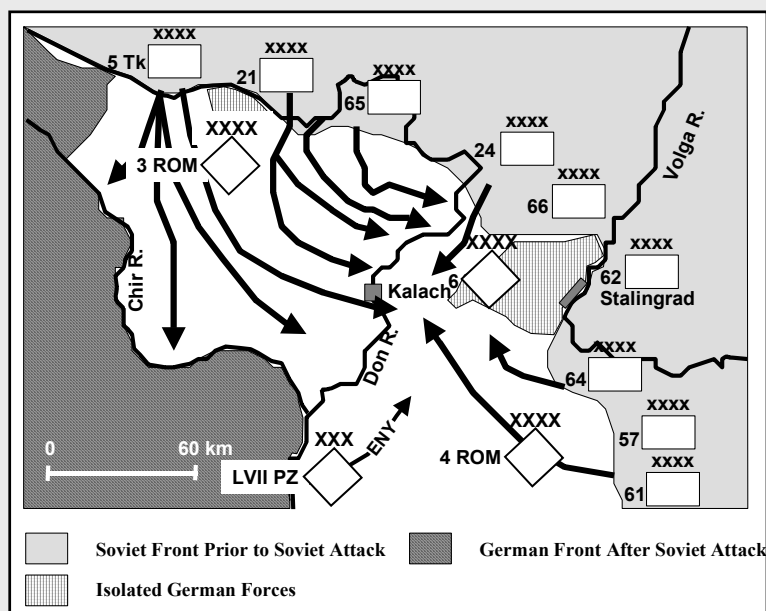 XXXX
5 Tk
XXXX
21
XXXX
65
XXXX
3 ROM
XXXX
24
XXXX
66
Volga R.
XXXX
6
XXXX
62
Stalingrad
Chir R.
Kalach
Don R.
XXXX
64
XXXX
57
XXXX
61
XXXX
4 ROM
XXX
LVII PZ
ENY
0 60 km
Soviet Front Prior to Soviet Attack
German Front After Soviet Attack
Isolated German Forces